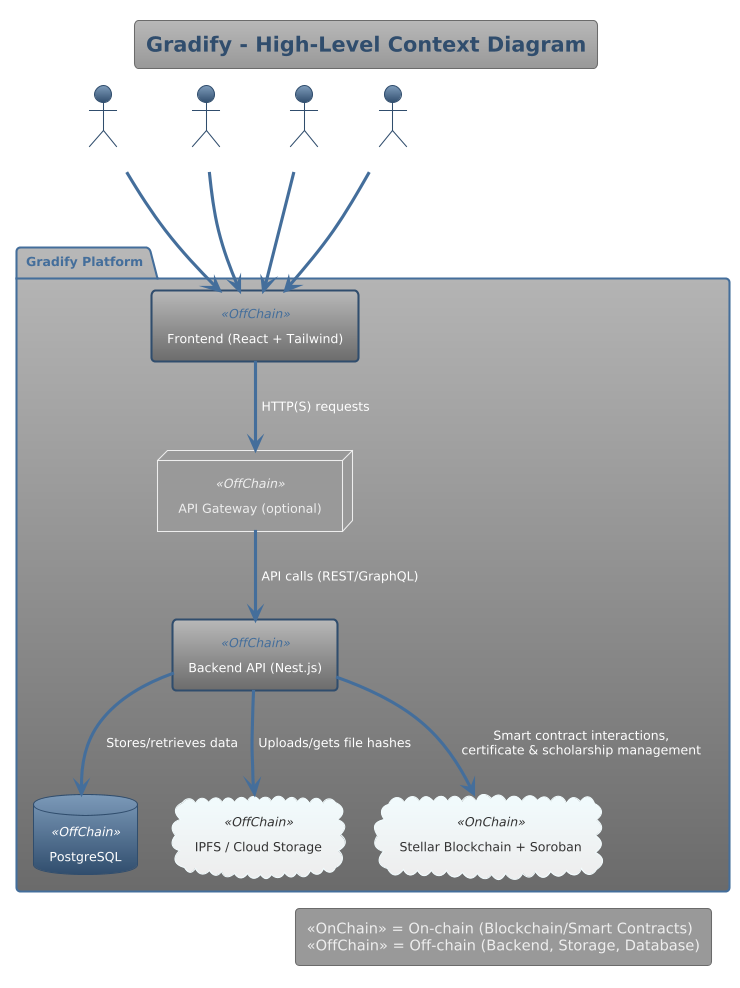 Gradify - High-Level Context Diagram
Gradify Platform
«OffChain»
Frontend (React + Tailwind)
HTTP(S) requests
«OffChain»
API Gateway (optional)
API calls (REST/GraphQL)
«OffChain»
Backend API (Nest.js)
Stores/retrieves data
Uploads/gets file hashes
Smart contract interactions,
certificate & scholarship management
«OffChain»
PostgreSQL
«OffChain»
IPFS / Cloud Storage
«OnChain»
Stellar Blockchain + Soroban
«OnChain» = On-chain (Blockchain/Smart Contracts)
«OffChain» = Off-chain (Backend, Storage, Database)